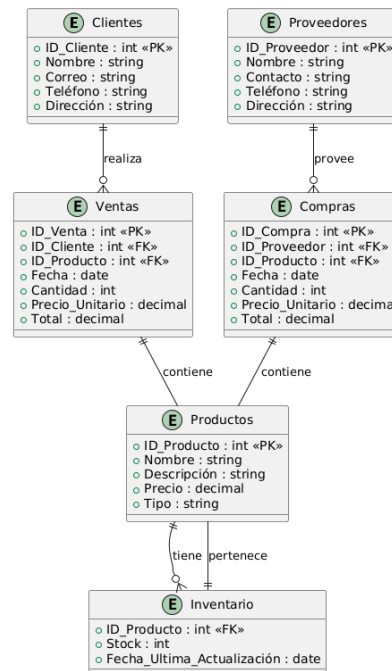 E Clientes
ID_Cliente : int «PK»
Nombre : string
Correo : string
Teléfono : string
Dirección : string
E Proveedores
ID_Proveedor : int «PK»
Nombre : string
Contacto : string
Teléfono : string
Dirección : string
realiza
provee
E Ventas
ID_Venta : int «PK»
ID_Cliente : int «FK»
ID_Producto : int «FK»
Fecha : date
Cantidad : int
Precio_Unitario : decimal
Total : decimal
E Compras
ID_Compra : int «PK»
ID_Proveedor : int «FK»
ID_Producto : int «FK»
Fecha : date
Cantidad : int
Precio_Unitario : decima
Total : decimal
contiene
contiene
E Productos
ID_Producto : int «PK»
Nombre : string
Descripción : string
Precio : decimal
Tipo : string
tiene
pertenece
E Inventario
ID_Producto : int «FK»
Stock : int
Fecha_Ultima_Actualización : date